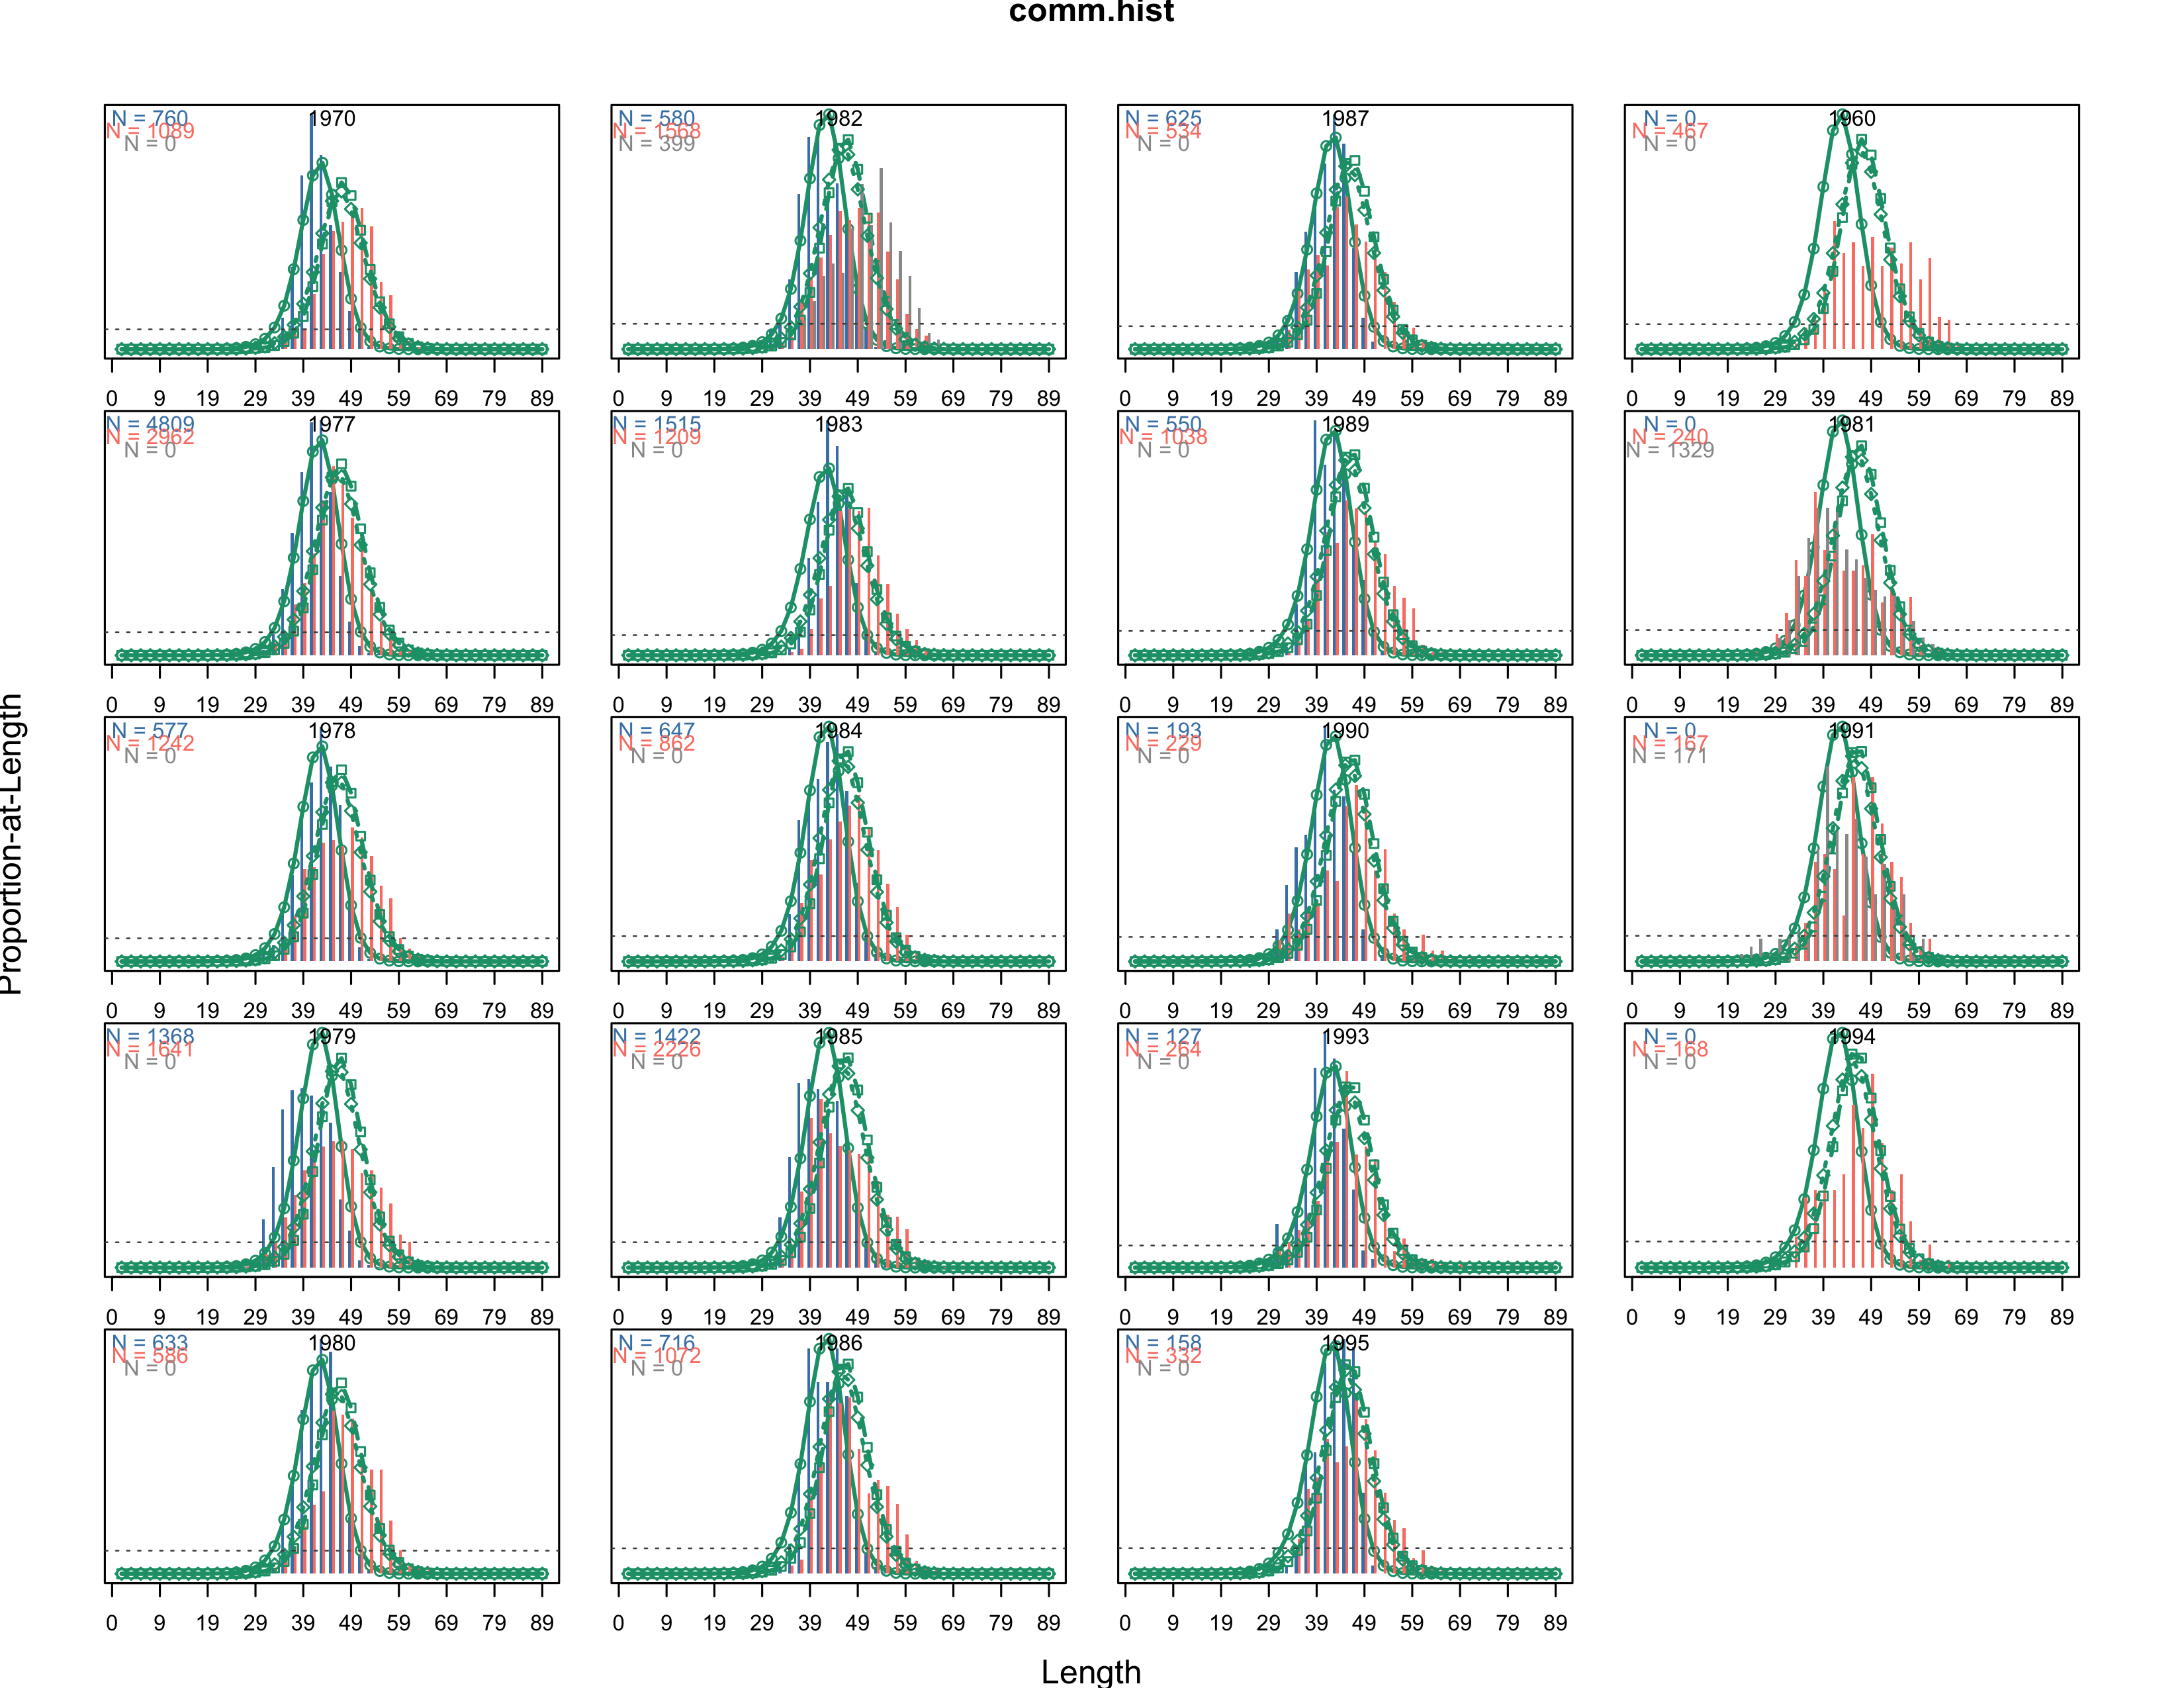 comm.hist
N = 760
N = 1089
N = 0
1970
0 9 19 29 39 49 59 69 79 89
N = 580
N = 1568
N = 399
1982
0 9 19 29 39 49 59 69 79 89
N = 625
N = 534
N = 0
1987
0 9 19 29 39 49 59 69 79 89
N = 0
N = 467
N = 0
1960
0 9 19 29 39 49 59 69 79 89
N = 4809
N = 2962
N = 0
1977
0 9 19 29 39 49 59 69 79 89
N = 1515
N = 1209
N = 0
1983
0 9 19 29 39 49 59 69 79 89
N = 550
N = 1038
N = 0
1989
0 9 19 29 39 49 59 69 79 89
N = 0
N = 240
N = 1329
1981
0 9 19 29 39 49 59 69 79 89
N = 577
N = 1242
N = 0
1978
0 9 19 29 39 49 59 69 79 89
N = 647
N = 862
N = 0
1984
0 9 19 29 39 49 59 69 79 89
N = 193
N = 229
N = 0
1990
0 9 19 29 39 49 59 69 79 89
N = 0
N = 167
N = 171
1991
0 9 19 29 39 49 59 69 79 89
N = 1368
N = 1641
N = 0
1979
0 9 19 29 39 49 59 69 79 89
N = 1422
N = 2226
N = 0
1985
0 9 19 29 39 49 59 69 79 89
N = 127
N = 264
N = 0
1993
0 9 19 29 39 49 59 69 79 89
N = 0
N = 168
N = 0
1994
0 9 19 29 39 49 59 69 79 89
N = 633
N = 586
N = 0
1980
0 9 19 29 39 49 59 69 79 89
N = 716
N = 1072
N = 0
1986
0 9 19 29 39 49 59 69 79 89
N = 158
N = 332
N = 0
1995
0 9 19 29 39 49 59 69 79 89
Proportion-at-Length
Length